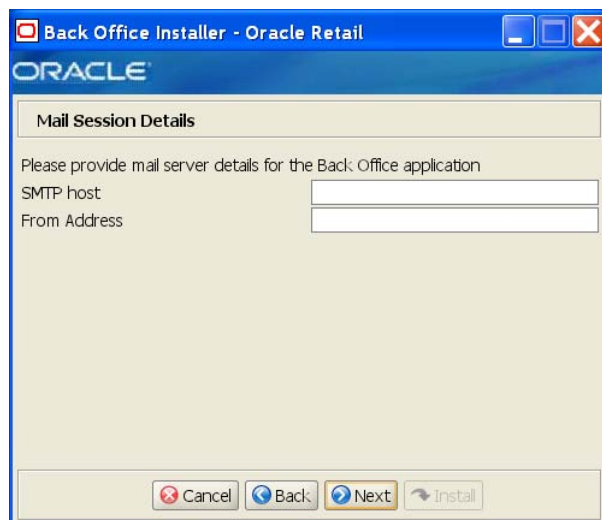 Back Office Installer - Oracle Retail
ORACLE
Mail Session Details
Please provide mail server details for the Back Office application
SMTP host
From Address
Cancel Back Next Install